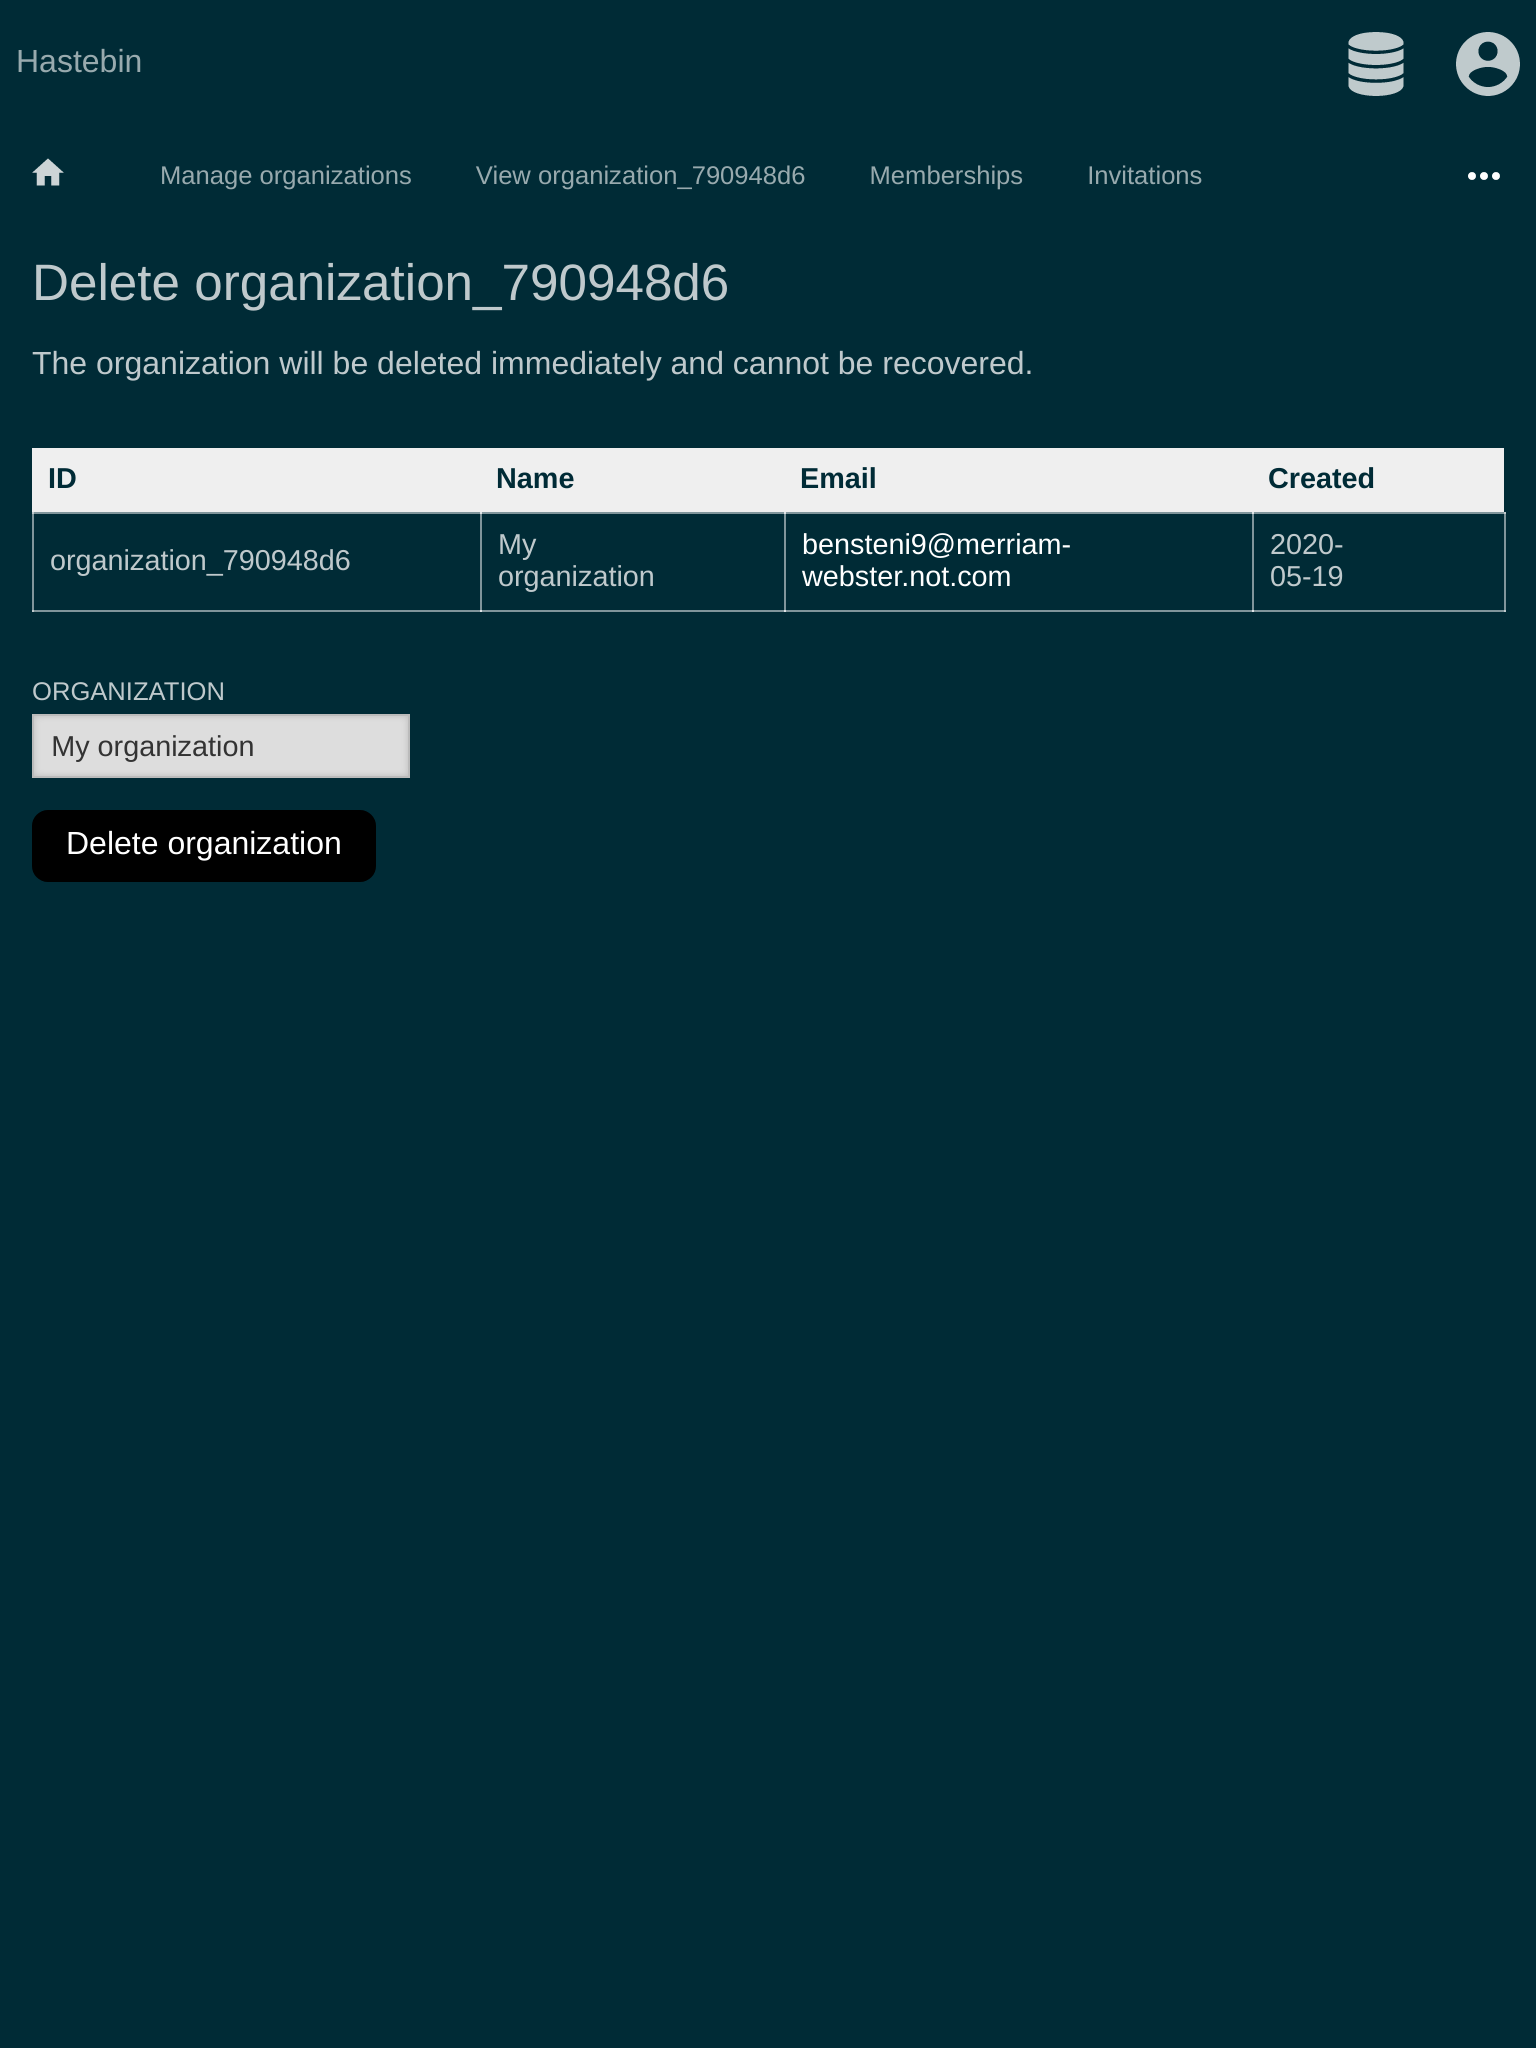 Hastebin
Manage organizations View organization_790948d6 Memberships Invitations
Delete organization_790948d6
The organization will be deleted immediately and cannot be recovered.
ID Name Email Created
organization_790948d6 My organization bensteni9@merriam-webster.not.com 2020-05-19
ORGANIZATION
My organization
Delete organization